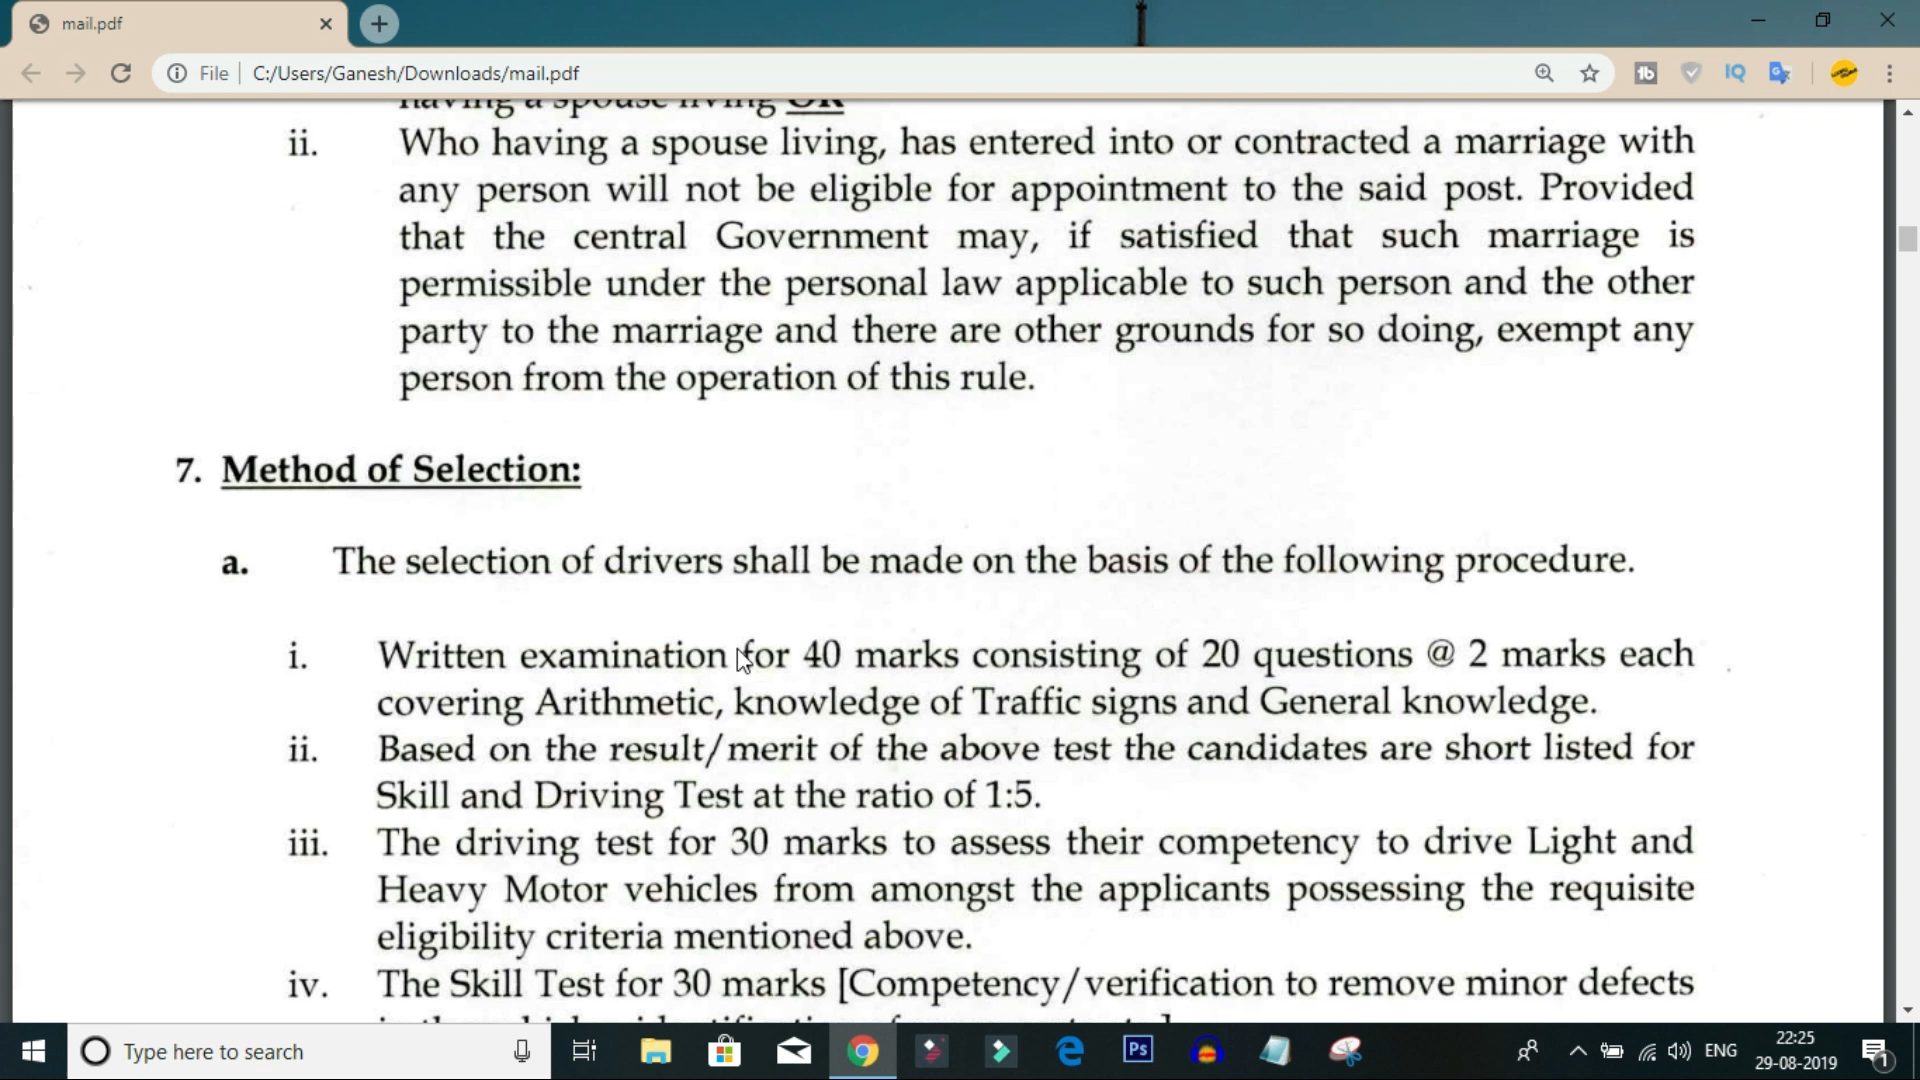 mail.pdf
File
C:/Users/Ganesh/Downloads/mail.pdf
IQ
having a spouse living OR
ii. Who having a spouse living, has entered into or contracted a marriage with
any person will not be eligible for appointment to the said post. Provided
that the central Government may, if satisfied that such marriage is
permissible under the personal law applicable to such person and the other
party to the marriage and there are other grounds for so doing, exempt any
person from the operation of this rule.
7. Method of Selection:
a. The selection of drivers shall be made on the basis of the following procedure.
i. Written examination for 40 marks consisting of 20 questions @ 2 marks each
covering Arithmetic, knowledge of Traffic signs and General knowledge.
ii. Based on the result/merit of the above test the candidates are short listed for
Skill and Driving Test at the ratio of 1:5.
iii. The driving test for 30 marks to assess their competency to drive Light and
Heavy Motor vehicles from amongst the applicants possessing the requisite
eligibility criteria mentioned above.
iv. The Skill Test for 30 marks [Competency/verification to remove minor defects
Type here to search
Ps
ENG
22:25
29-08-2019
1